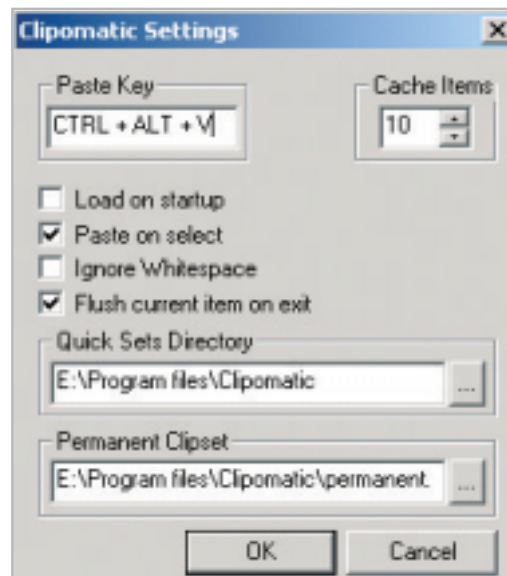 Clipomatic Settings
Paste Key
Cache Items
CTRL + ALT + V
10
Load on startup
Paste on select
Ignore Whitespace
Flush current item on exit
Quick Sets Directory
E:\Program files\Clipomatic
...
Permanent Clipset
E:\Program files\Clipomatic\permanent.
...
OK
Cancel